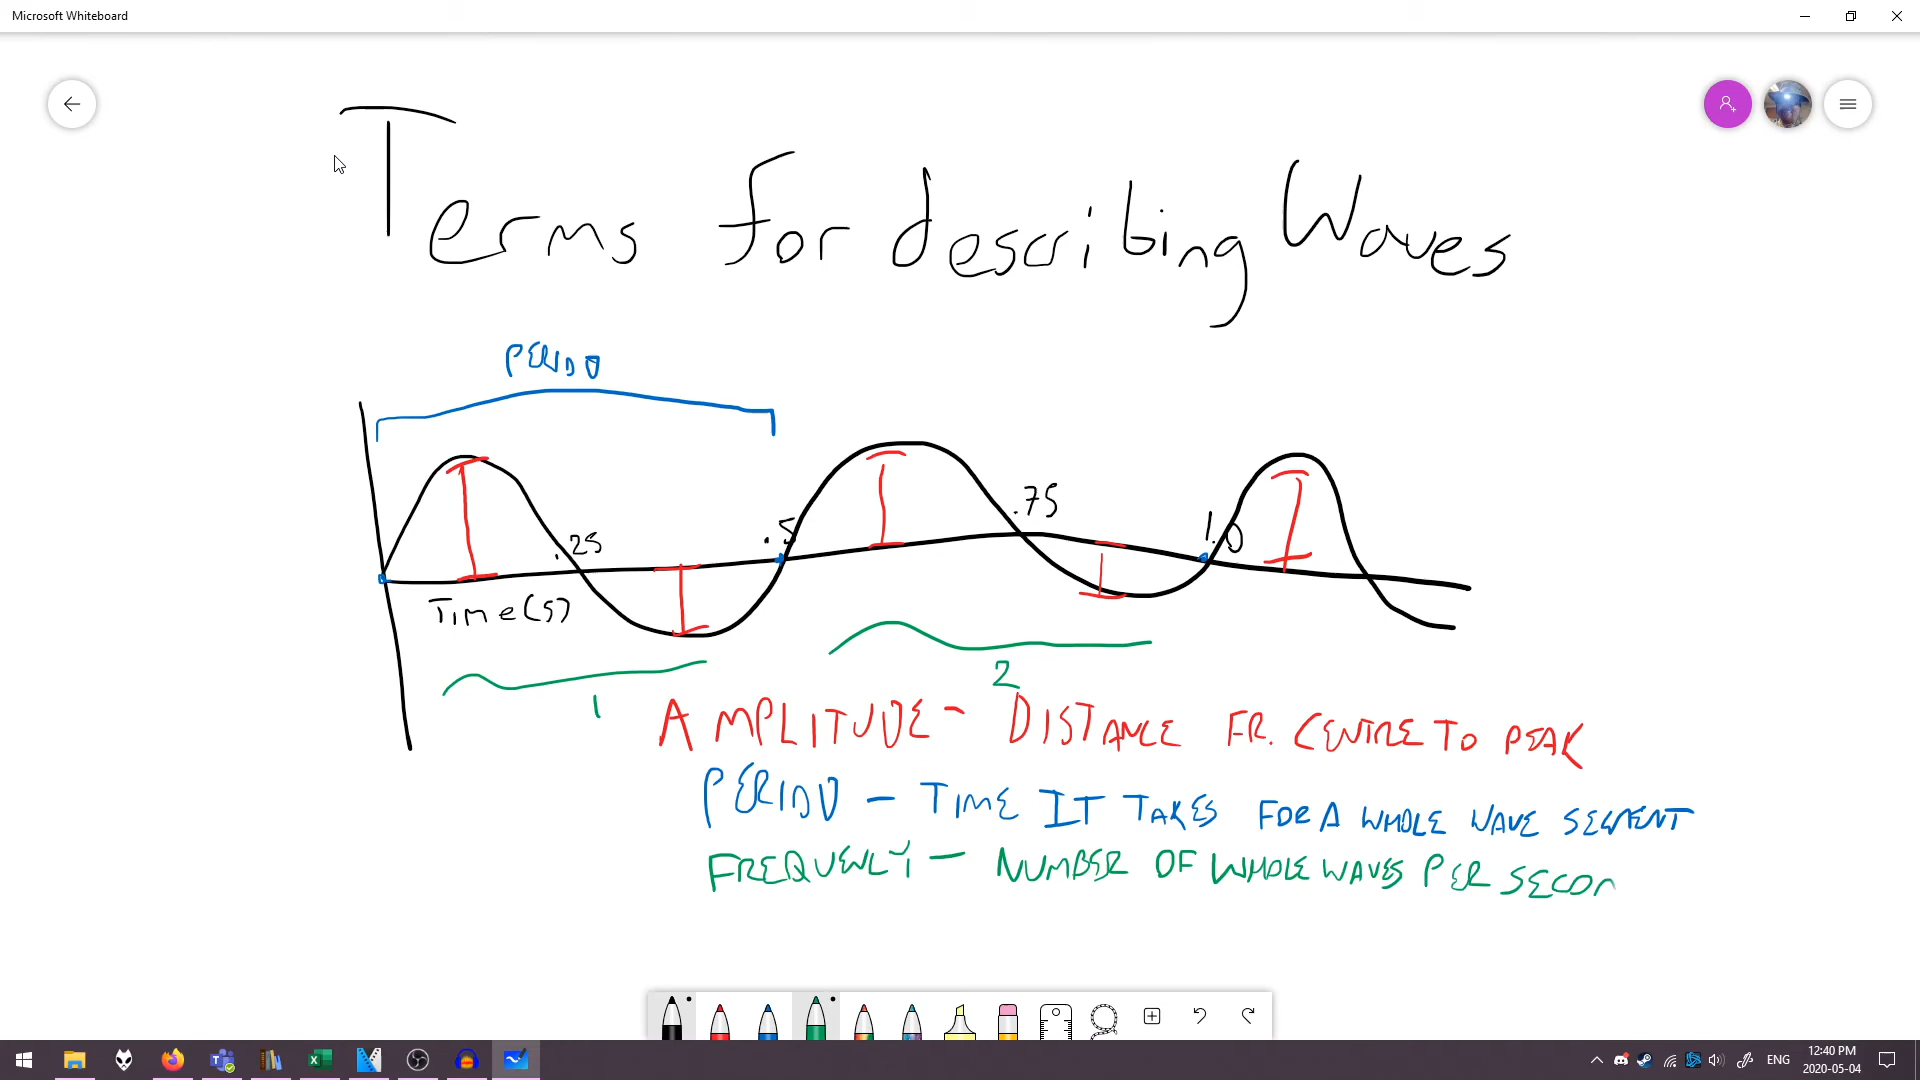 Microsoft Whiteboard
Terms for describing Waves
PERIOD
.25
.5
.75
1.0
Time(s)
1
2
AMPLITUDE - DISTANCE FR. CENTRE TO PEAK
PERIOD - TIME IT TAKES FOR A WHOLE WAVE SEGMENT
FREQUENCY - NUMBER OF WHOLE WAVES PER SECON
ENG
12:40 PM
2020-05-04